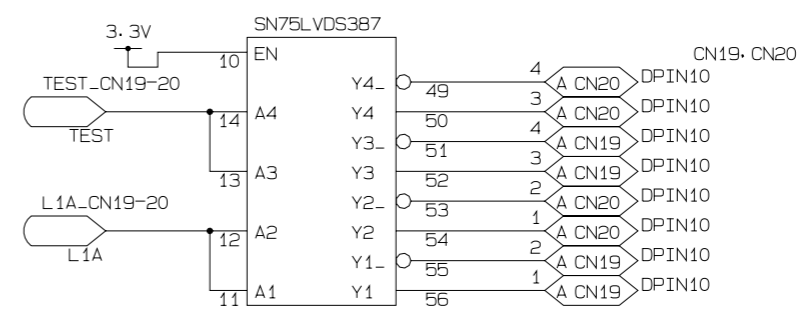 SN75LVDS387
3.3V
CN19·CN20
10 EN
TEST_CN19-20
Y4_ 49 4 A CN20 DPIN10
TEST 14 A4 Y4 50 3 A CN20 DPIN10
Y3_ 51 4 A CN19 DPIN10
13 A3 Y3 52 3 A CN19 DPIN10
L1A_CN19-20
Y2_ 53 2 A CN20 DPIN10
L1A 12 A2 Y2 54 1 A CN20 DPIN10
Y1_ 55 2 A CN19 DPIN10
11 A1 Y1 56 1 A CN19 DPIN10